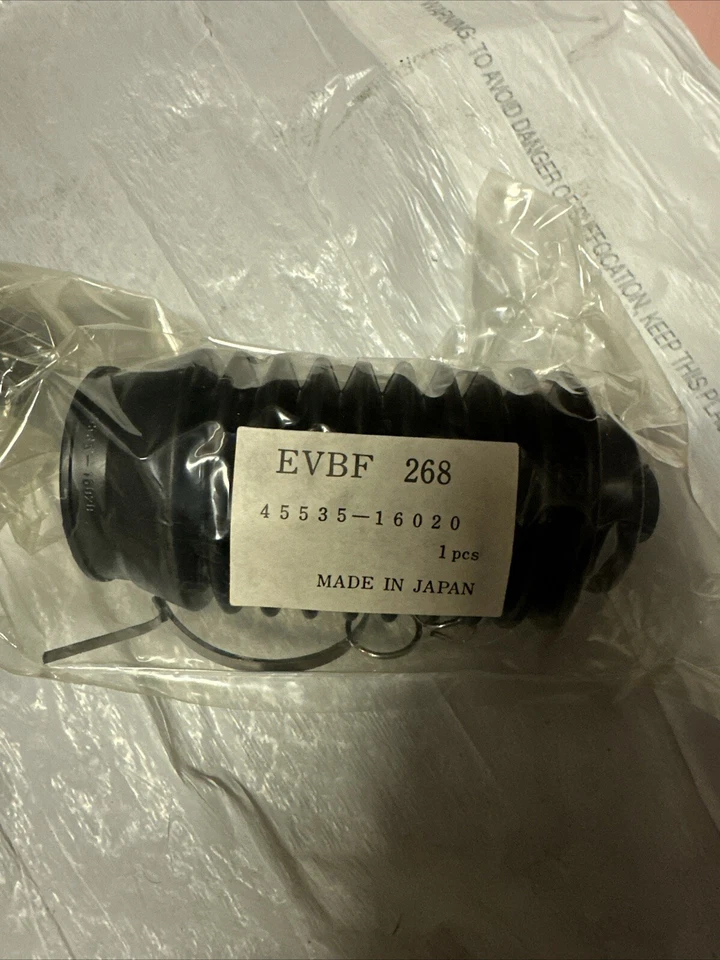 WARNING: TO AVOID DANGER OF SUFFOCATION, KEEP THIS
EVBF 268
45535-16020
1 pcs
MADE IN JAPAN